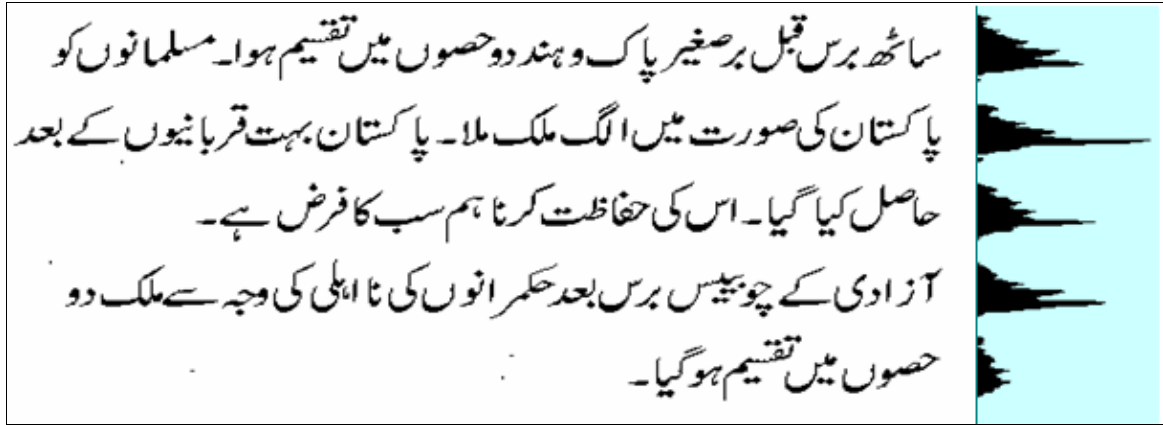 ساٹھ برس قبل برصغیر پاک و ہند دو حصوں میں تقسیم ہوا۔ مسلمانوں کو
پاکستان کی صورت میں الگ ملک ملا۔ پاکستان بہت قربانیوں کے بعد
حاصل کیا گیا۔ اس کی حفاظت کرنا ہم سب کا فرض ہے۔
آزادی کے چوبیس برس بعد حکمرانوں کی نااہلی کی وجہ سے ملک دو
حصوں میں تقسیم ہوگیا۔